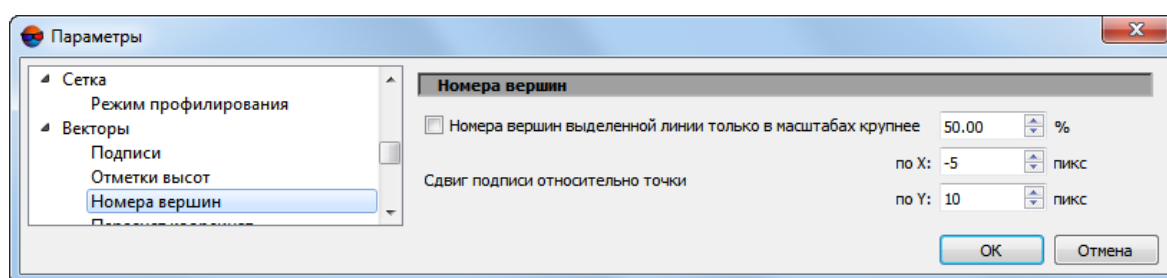 Параметры
Сетка
Режим профилирования
Векторы
Подписи
Отметки высот
Номера вершин
Номера вершин
Номера вершин выделенной линии только в масштабах крупнее 50.00 %
по X: -5 пикс
Сдвиг подписи относительно точки
по Y: 10 пикс
OK Отмена